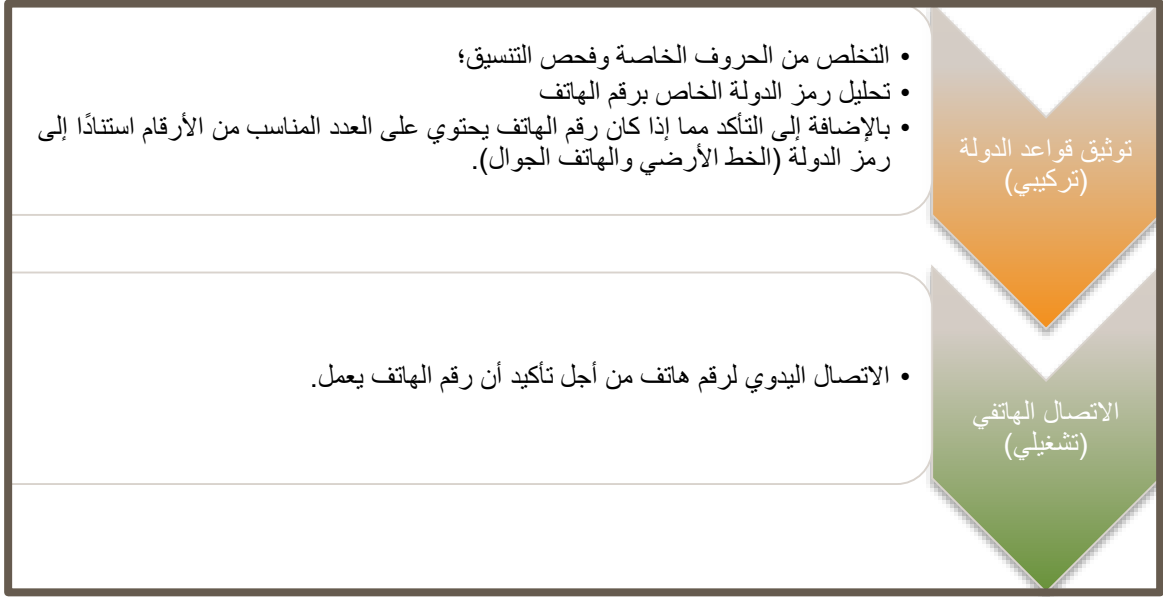 توثيق قواعد الدولة
(تركيبي)
• التخلص من الحروف الخاصة وفحص التنسيق؛
• تحليل رمز الدولة الخاص برقم الهاتف
• بالإضافة إلى التأكد مما إذا كان رقم الهاتف يحتوي على العدد المناسب من الأرقام استنادًا إلى
رمز الدولة (الخط الأرضي والهاتف الجوال).
الاتصال الهاتفي
(تشغيلي)
• الاتصال اليدوي لرقم هاتف من أجل تأكيد أن رقم الهاتف يعمل.